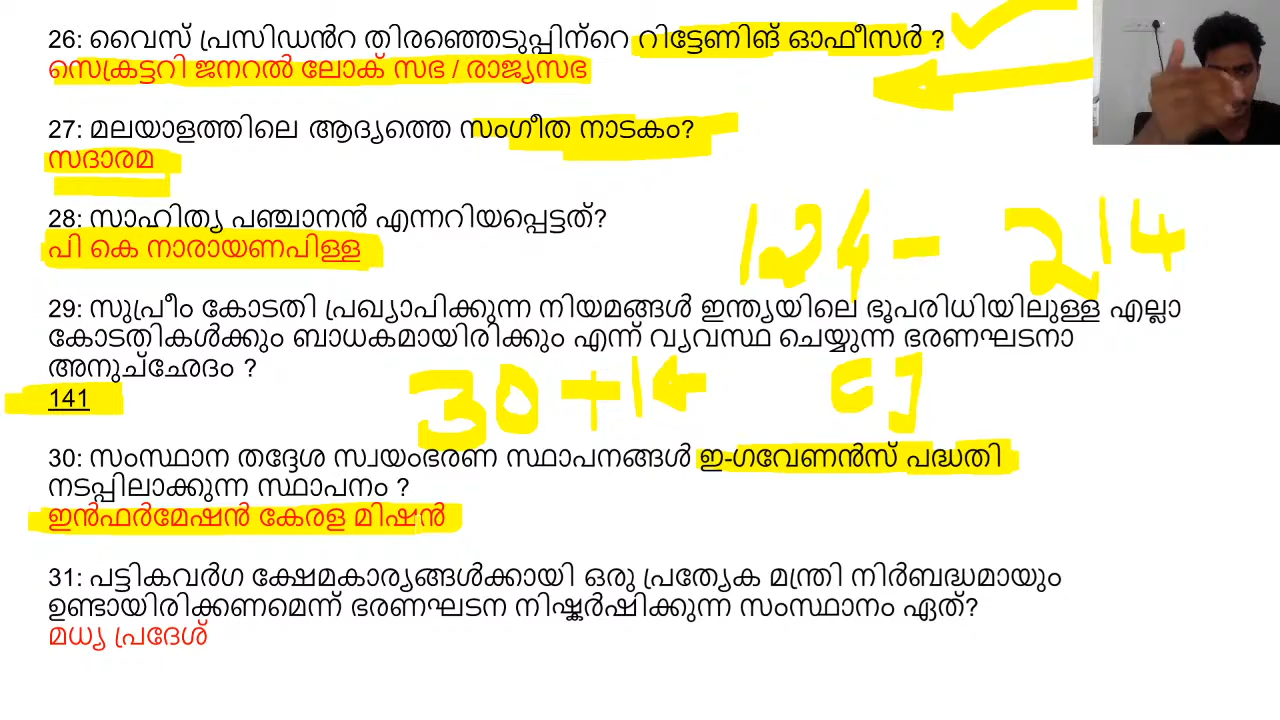 26: വൈസ് പ്രസിഡൻറ തിരഞ്ഞെടുപ്പിന്റെ റിട്ടേണിങ് ഓഫീസർ ?
സെക്രട്ടറി ജനറൽ ലോക് സഭ / രാജ്യസഭ
27: മലയാളത്തിലെ ആദ്യത്തെ സംഗീത നാടകം?
സദാരമ
28: സാഹിത്യ പഞ്ചാനൻ എന്നറിയപ്പെട്ടത്?
പി കെ നാരായണപിള്ള
124 - 214
29: സുപ്രീം കോടതി പ്രഖ്യാപിക്കുന്ന നിയമങ്ങൾ ഇന്ത്യയിലെ ഭൂപരിധിയിലുള്ള എല്ലാ
കോടതികൾക്കും ബാധകമായിരിക്കും എന്ന് വ്യവസ്ഥ ചെയ്യുന്ന ഭരണഘടനാ
അനുച്ഛേദം ?
141
30 + 1 CJ
30: സംസ്ഥാന തദ്ദേശ സ്വയംഭരണ സ്ഥാപനങ്ങൾ ഇ-ഗവേണൻസ് പദ്ധതി
നടപ്പിലാക്കുന്ന സ്ഥാപനം ?
ഇൻഫർമേഷൻ കേരള മിഷൻ
31: പട്ടികവർഗ ക്ഷേമകാര്യങ്ങൾക്കായി ഒരു പ്രത്യേക മന്ത്രി നിർബദ്ധമായും
ഉണ്ടായിരിക്കണമെന്ന് ഭരണഘടന നിഷ്കർഷിക്കുന്ന സംസ്ഥാനം ഏത്?
മധ്യ പ്രദേശ്